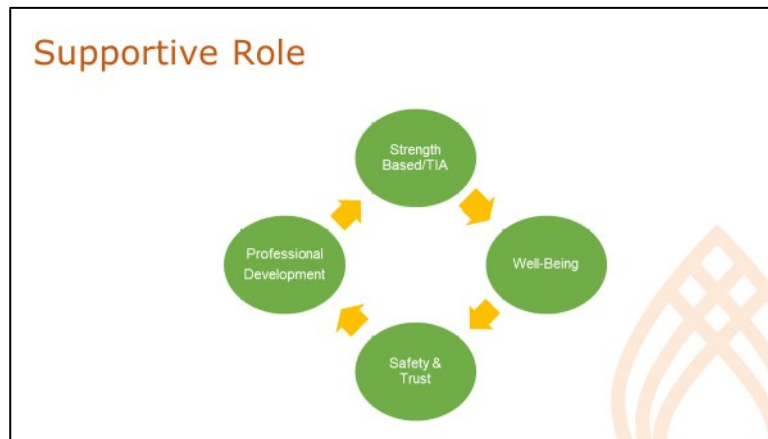 Supportive Role
Strength
Based/TIA
Professional
Development
Well-Being
Safety &
Trust